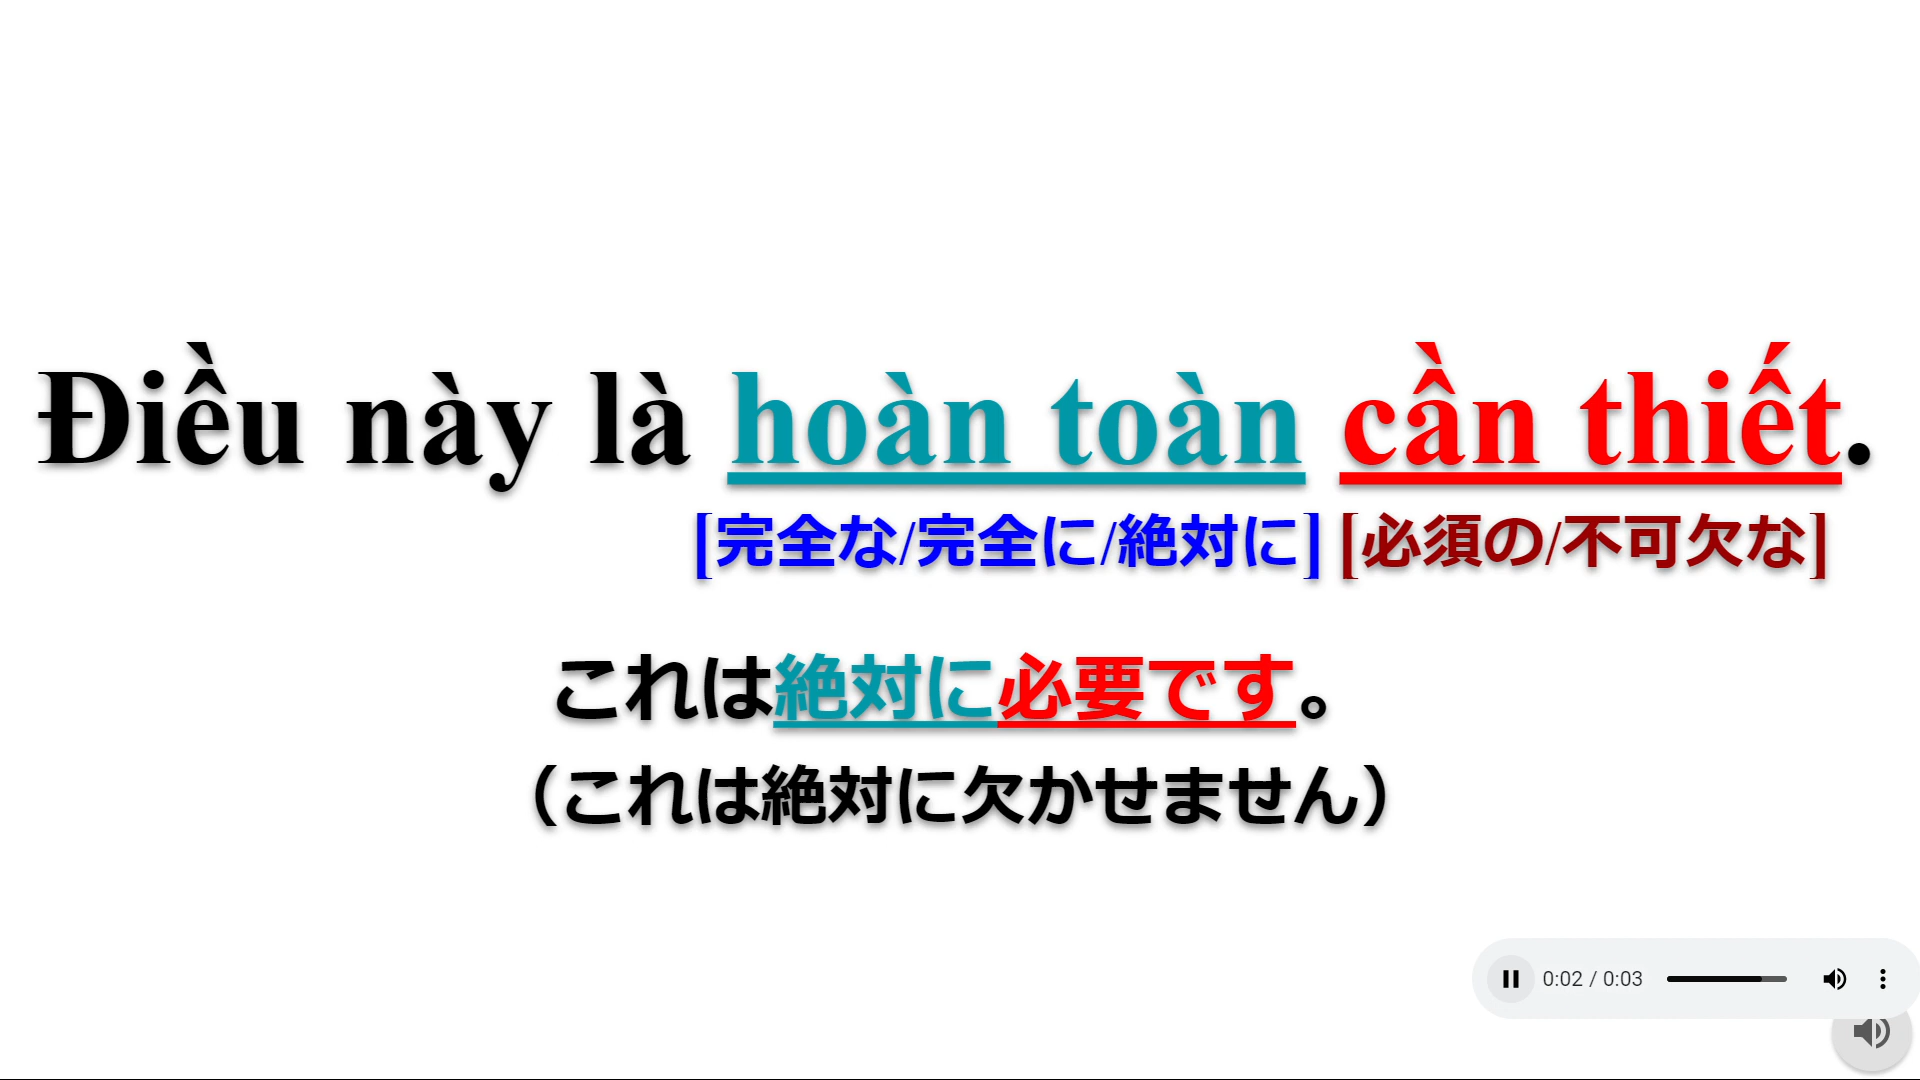 Điều này là hoàn toàn cần thiết.
[完全な/完全に/絶対に] [必須の/不可欠な]
これは絶対に必要です。
（これは絶対に欠かせません）
0:02 / 0:03